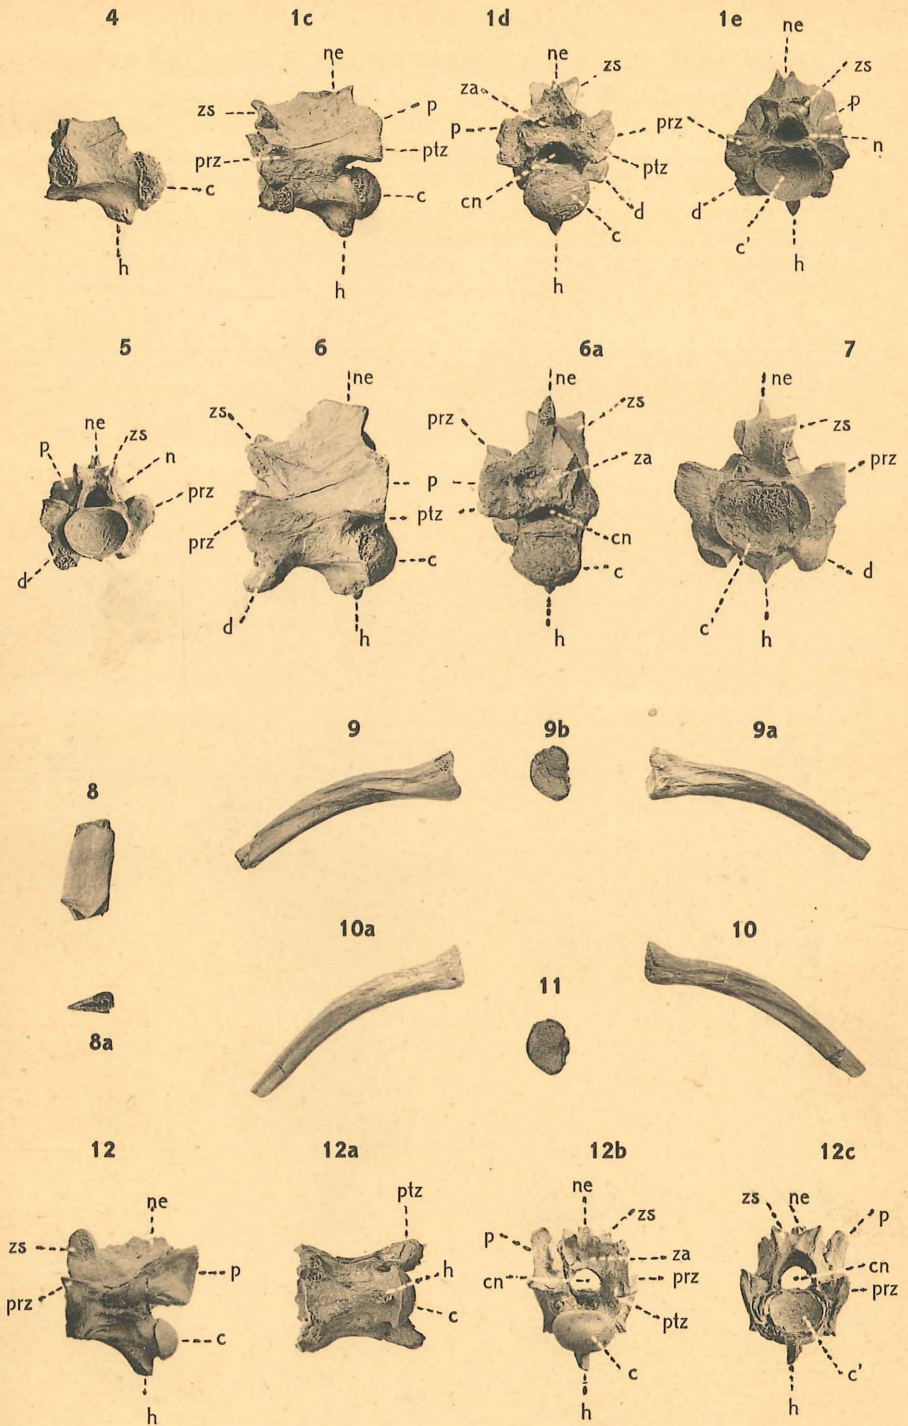 4 1c 1d 1e
ne ne ne
zs zs
za
zs p p
p prz
prz ptz ptz n
c c cn d d
c c'
h h h h
5 6 6a 7
ne ne ne
ne zs zs zs
p zs prz
n za prz
prz p
prz ptz cn
d c c d
d h h c' h
9 9b 9a
8
10a 10
11
8a
12 12a 12b 12c
ptz ne
ne zs zs ne p
zs p za
p h cn prz cn
prz c ptz prz
c c c'
h h h